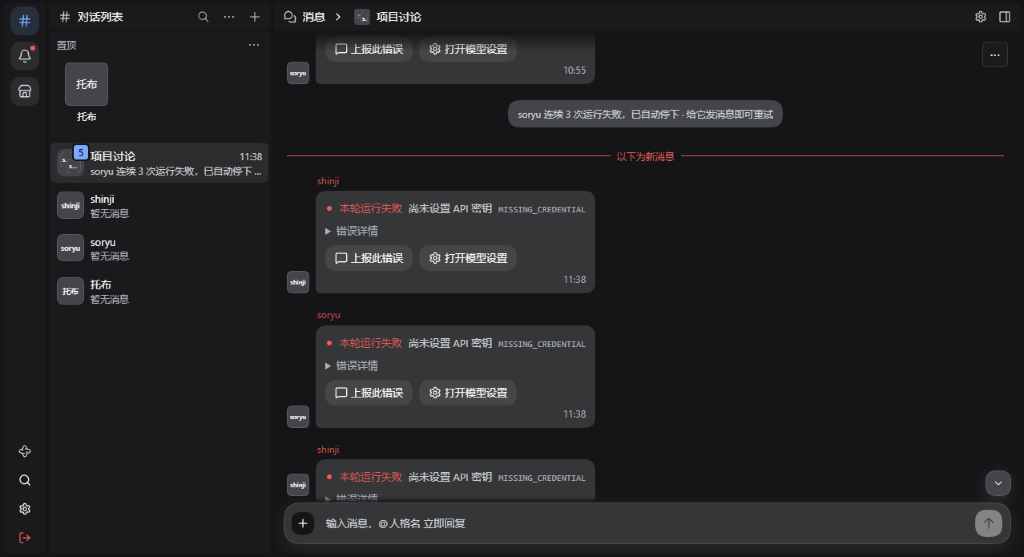 对话列表
置顶
托布
托布
5
项目讨论
11:38
soryu 连续 3 次运行失败，已自动停下 ...
shinji
shinji
暂无消息
soryu
soryu
暂无消息
托布
托布
暂无消息
消息
项目讨论
上报此错误
打开模型设置
10:55
soryu
soryu 连续 3 次运行失败，已自动停下 · 给它发消息即可重试
以下为新消息
shinji
本轮运行失败 尚未设置 API 密钥 MISSING_CREDENTIAL
错误详情
上报此错误
打开模型设置
11:38
shinji
soryu
本轮运行失败 尚未设置 API 密钥 MISSING_CREDENTIAL
错误详情
上报此错误
打开模型设置
11:38
soryu
shinji
本轮运行失败 尚未设置 API 密钥 MISSING_CREDENTIAL
错误详情
shinji
输入消息，@人格名 立即回复